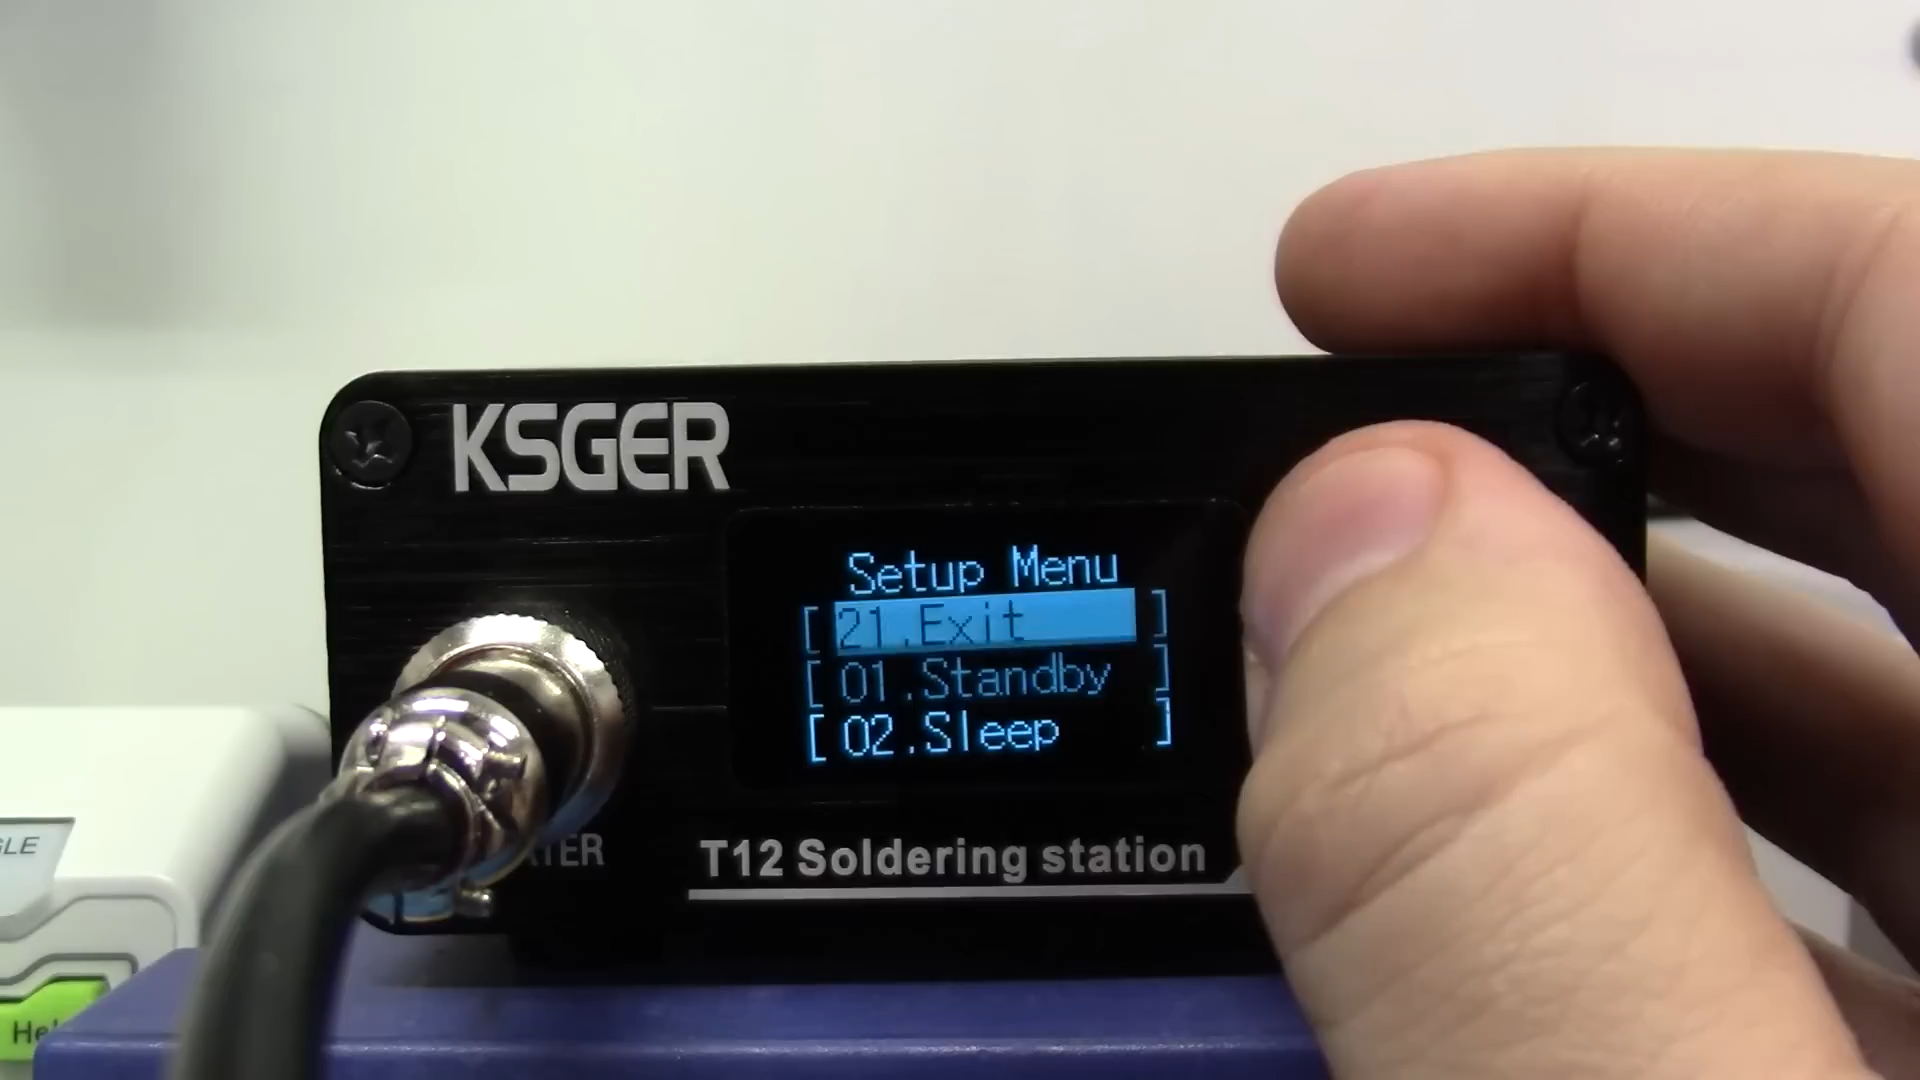 KSGER
Setup Menu
[ 21.Exit ]
[ 01.Standby ]
[ 02.Sleep ]
T12 Soldering station